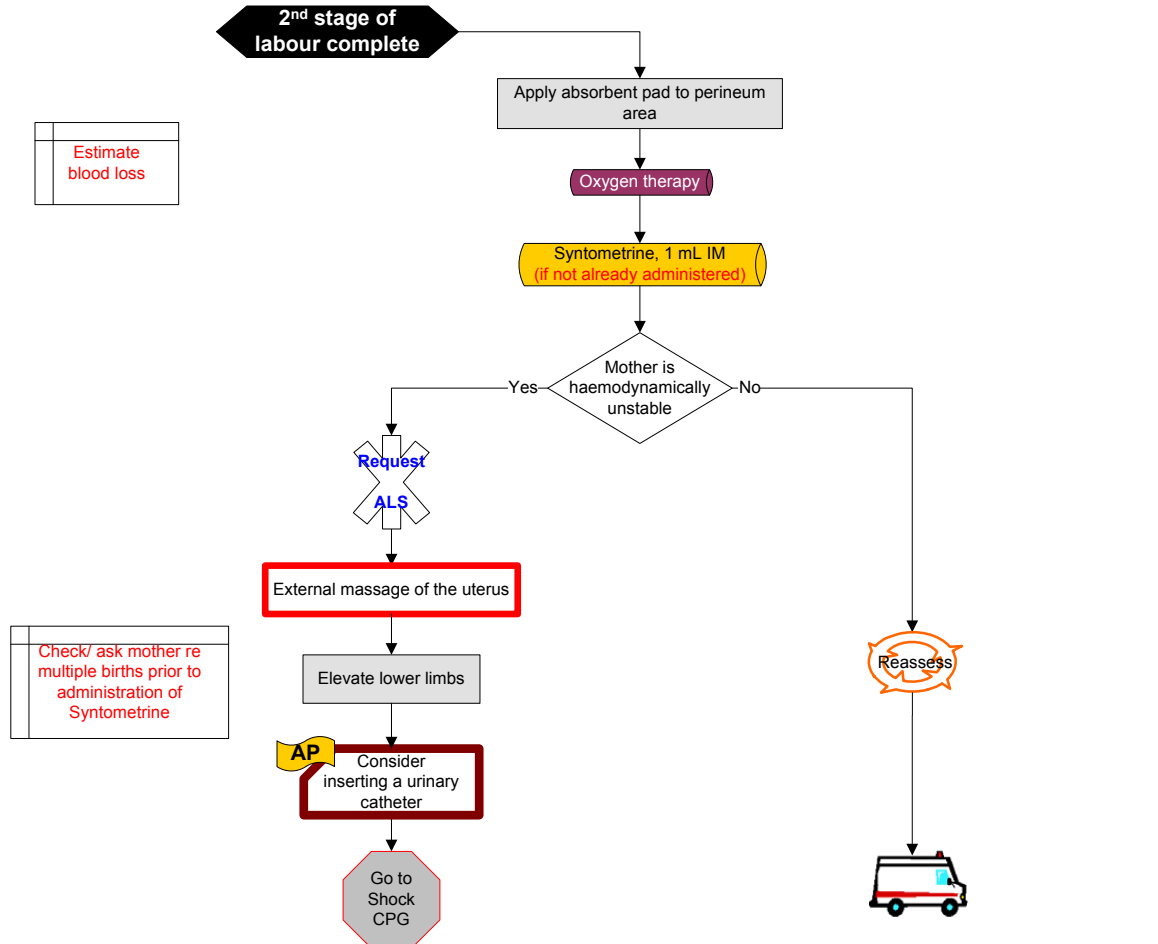 2nd stage of
labour complete
Apply absorbent pad to perineum
area
Estimate
blood loss
Oxygen therapy
Syntometrine, 1 mL IM
(if not already administered)
Mother is
haemodynamically
unstable
Yes
No
Request
ALS
External massage of the uterus
Check/ ask mother re
multiple births prior to
administration of
Syntometrine
Reassess
Elevate lower limbs
AP
Consider
inserting a urinary
catheter
Go to
Shock
CPG